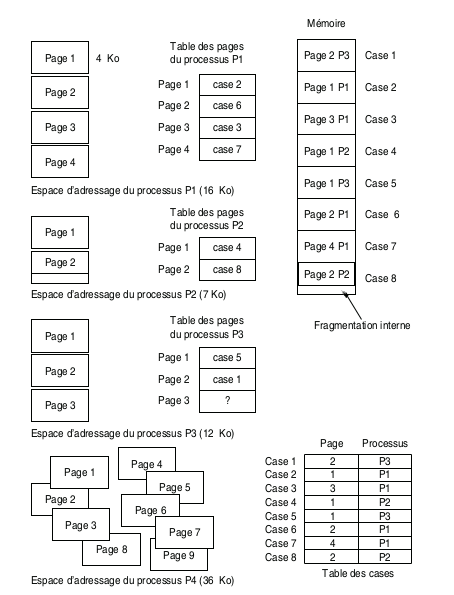 Mémoire
Page 1 4 Ko
Page 2
Page 3
Page 4
Table des pages
du processus P1
Page 1 case 2
Page 2 case 6
Page 3 case 3
Page 4 case 7
Espace d'adressage du processus P1 (16 Ko)
Page 1
Page 2
Table des pages
du processus P2
Page 1 case 4
Page 2 case 8
Espace d'adressage du processus P2 (7 Ko)
Page 1
Page 2
Page 3
Table des pages
du processus P3
Page 1 case 5
Page 2 case 1
Page 3 ?
Espace d'adressage du processus P3 (12 Ko)
Page 2 P3 Case 1
Page 1 P1 Case 2
Page 3 P1 Case 3
Page 1 P2 Case 4
Page 1 P3 Case 5
Page 2 P1 Case 6
Page 4 P1 Case 7
Page 2 P2 Case 8
Fragmentation interne
Page 1
Page 2
Page 3
Page 8
Page 4
Page 5
Page 6
Page 7
Page 9
Espace d'adressage du processus P4 (36 Ko)
Page Processus
Case 1 2 P3
Case 2 1 P1
Case 3 3 P1
Case 4 1 P2
Case 5 1 P3
Case 6 2 P1
Case 7 4 P1
Case 8 2 P2
Table des cases